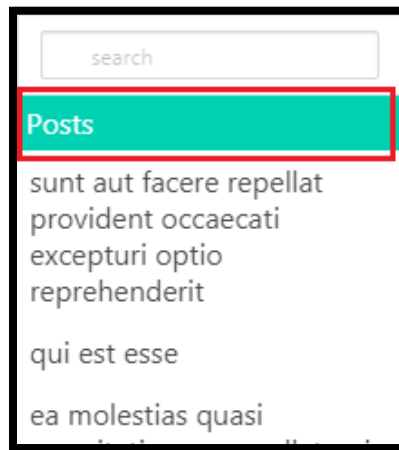 search
Posts
sunt aut facere repellat
provident occaecati
excepturi optio
reprehenderit
qui est esse
ea molestias quasi